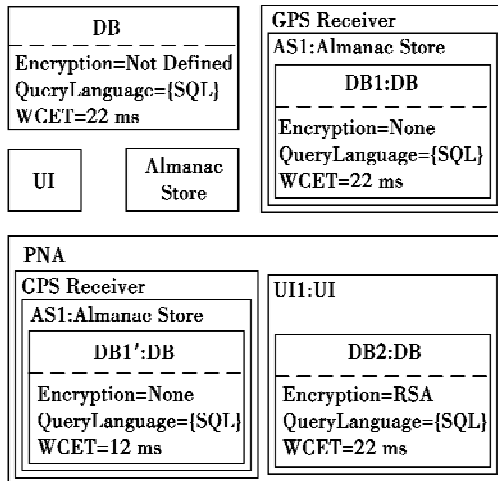 DB
Encryption=Not Defined
QueryLanguage={SQL}
WCET=22 ms
UI
Almanac
Store
GPS Receiver
AS1:Almanac Store
DB1:DB
Encryption=None
QueryLanguage={SQL}
WCET=22 ms
PNA
GPS Receiver
AS1:Almanac Store
DB1′:DB
Encryption=None
QueryLanguage={SQL}
WCET=12 ms
UI1:UI
DB2:DB
Encryption=RSA
QueryLanguage={SQL}
WCET=22 ms